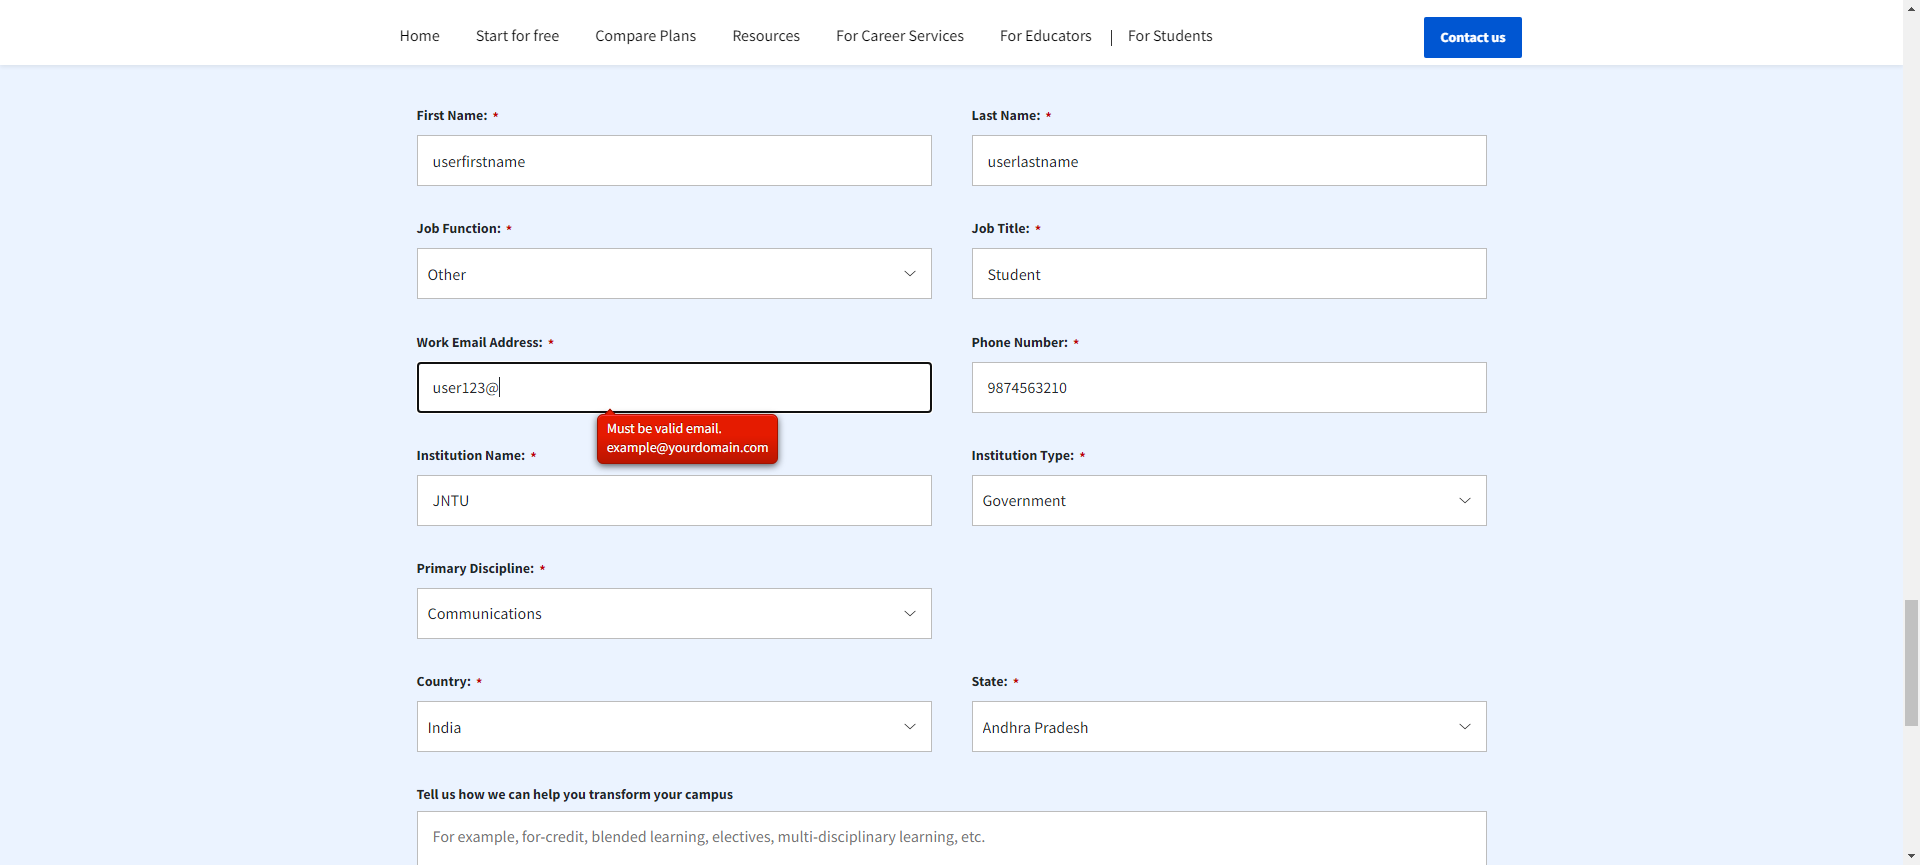 Home Start for free Compare Plans Resources For Career Services For Educators | For Students Contact us
First Name: * Last Name: *
userfirstname userlastname
Job Function: * Job Title: *
Other Student
Work Email Address: * Phone Number: *
user123@ 9874563210
Must be valid email.
example@yourdomain.com
Institution Name: * Institution Type: *
JNTU Government
Primary Discipline: *
Communications
Country: * State: *
India Andhra Pradesh
Tell us how we can help you transform your campus
For example, for-credit, blended learning, electives, multi-disciplinary learning, etc.